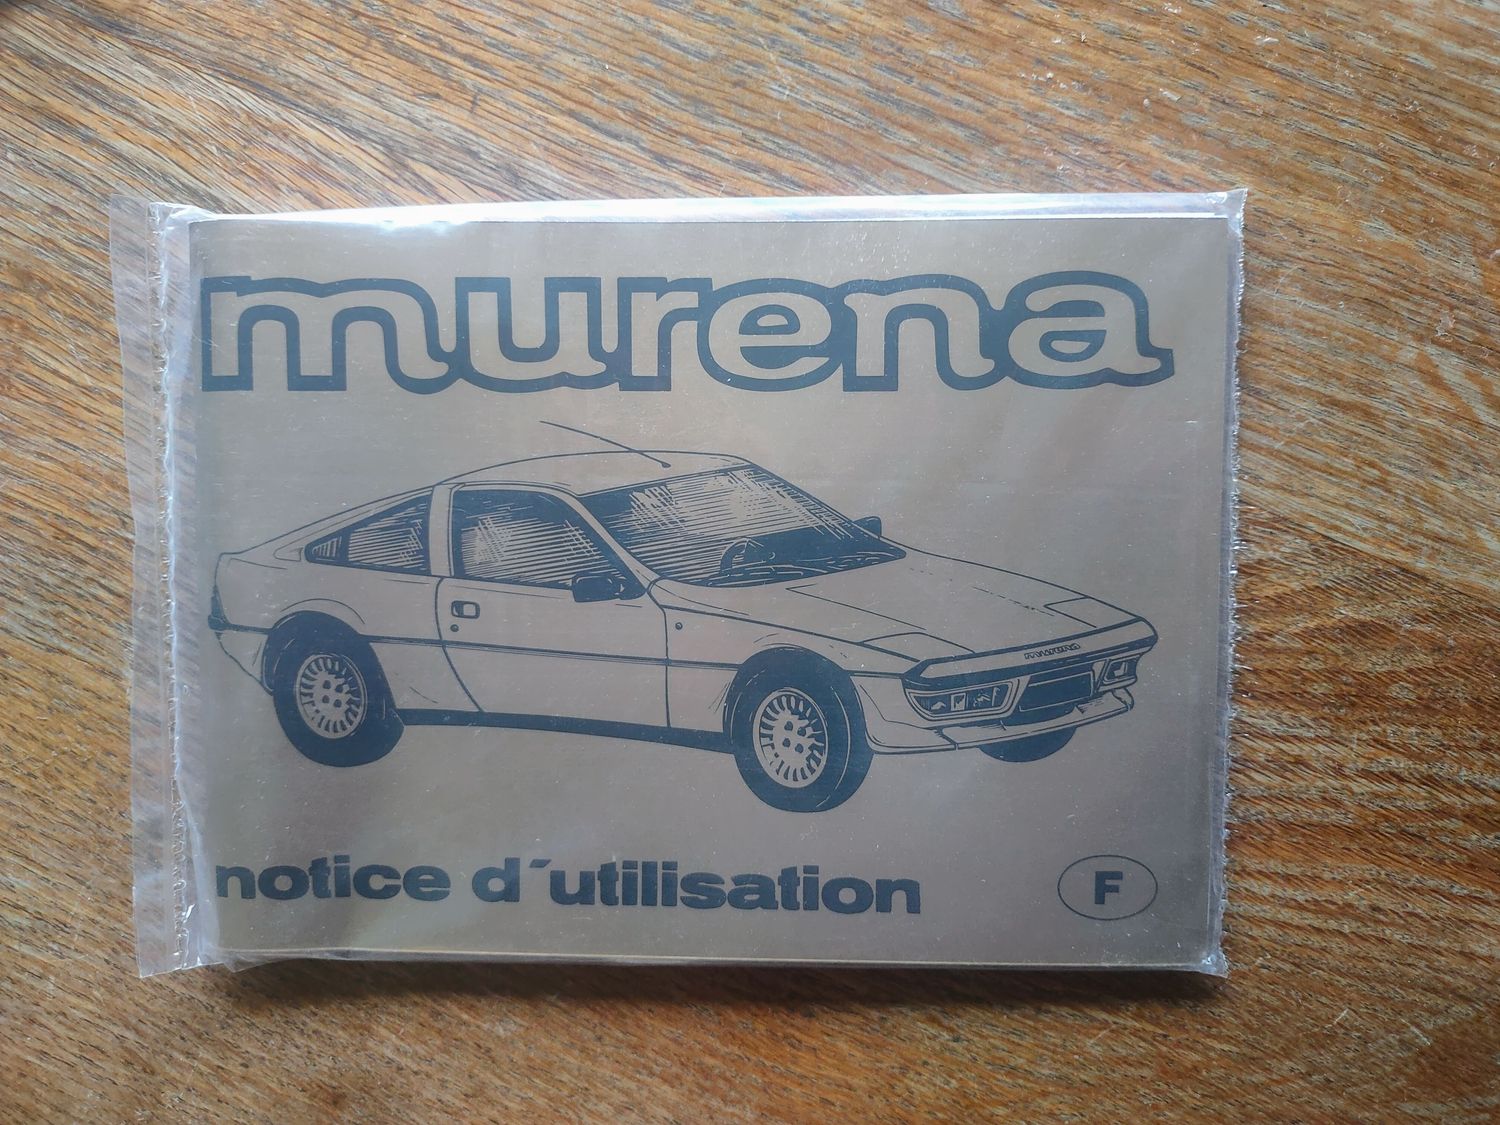 murena
murena
notice d´utilisation
F